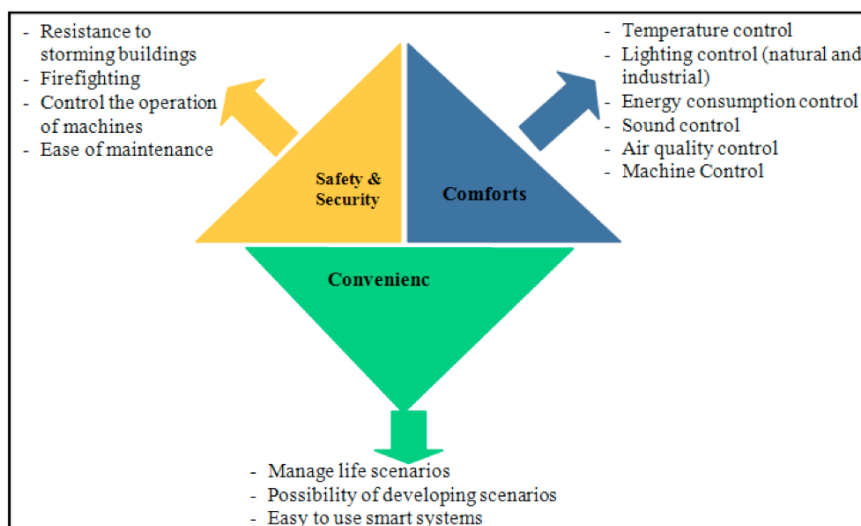 - Resistance to
storming buildings
- Firefighting
- Control the operation
of machines
- Ease of maintenance
- Temperature control
- Lighting control (natural and
industrial)
- Energy consumption control
- Sound control
- Air quality control
- Machine Control
Safety &
Security
Comforts
Convenienc
- Manage life scenarios
- Possibility of developing scenarios
- Easy to use smart systems